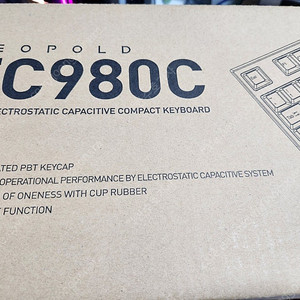 EOPOLD
C980C
ECTROSTATIC CAPACITIVE COMPACT KEYBOARD
ATED PBT KEYCAP
OPERATIONAL PERFORMANCE BY ELECTROSTATIC CAPACITIVE SYSTEM
OF ONENESS WITH CUP RUBBER
FUNCTION